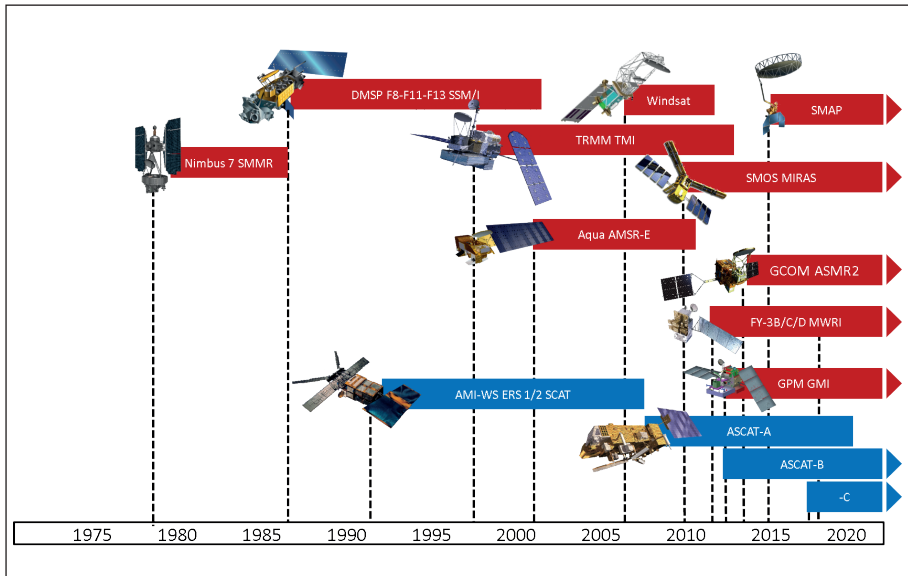 DMSP F8-F11-F13 SSM/I
Windsat
SMAP
TRMM TMI
Nimbus 7 SMMR
SMOS MIRAS
Aqua AMSR-E
GCOM ASMR2
FY-3B/C/D MWRI
GPM GMI
AMI-WS ERS 1/2 SCAT
ASCAT-A
ASCAT-B
-C
1975 1980 1985 1990 1995 2000 2005 2010 2015 2020